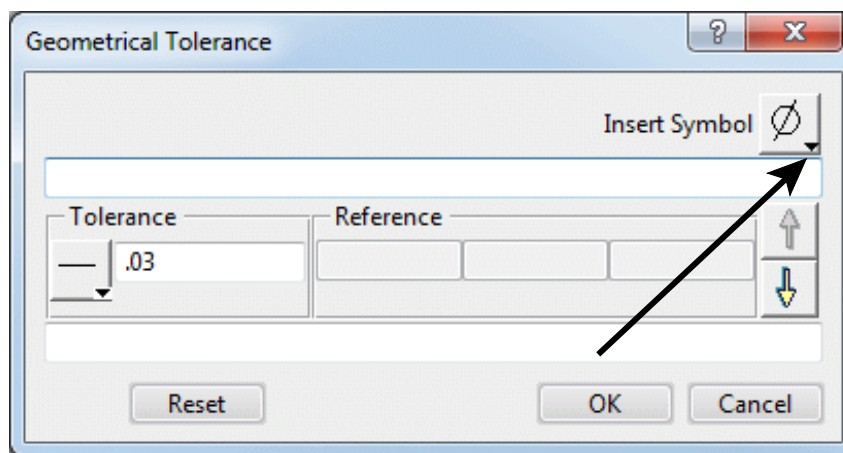 Geometrical Tolerance
Insert Symbol
Tolerance Reference
.03
Reset OK Cancel